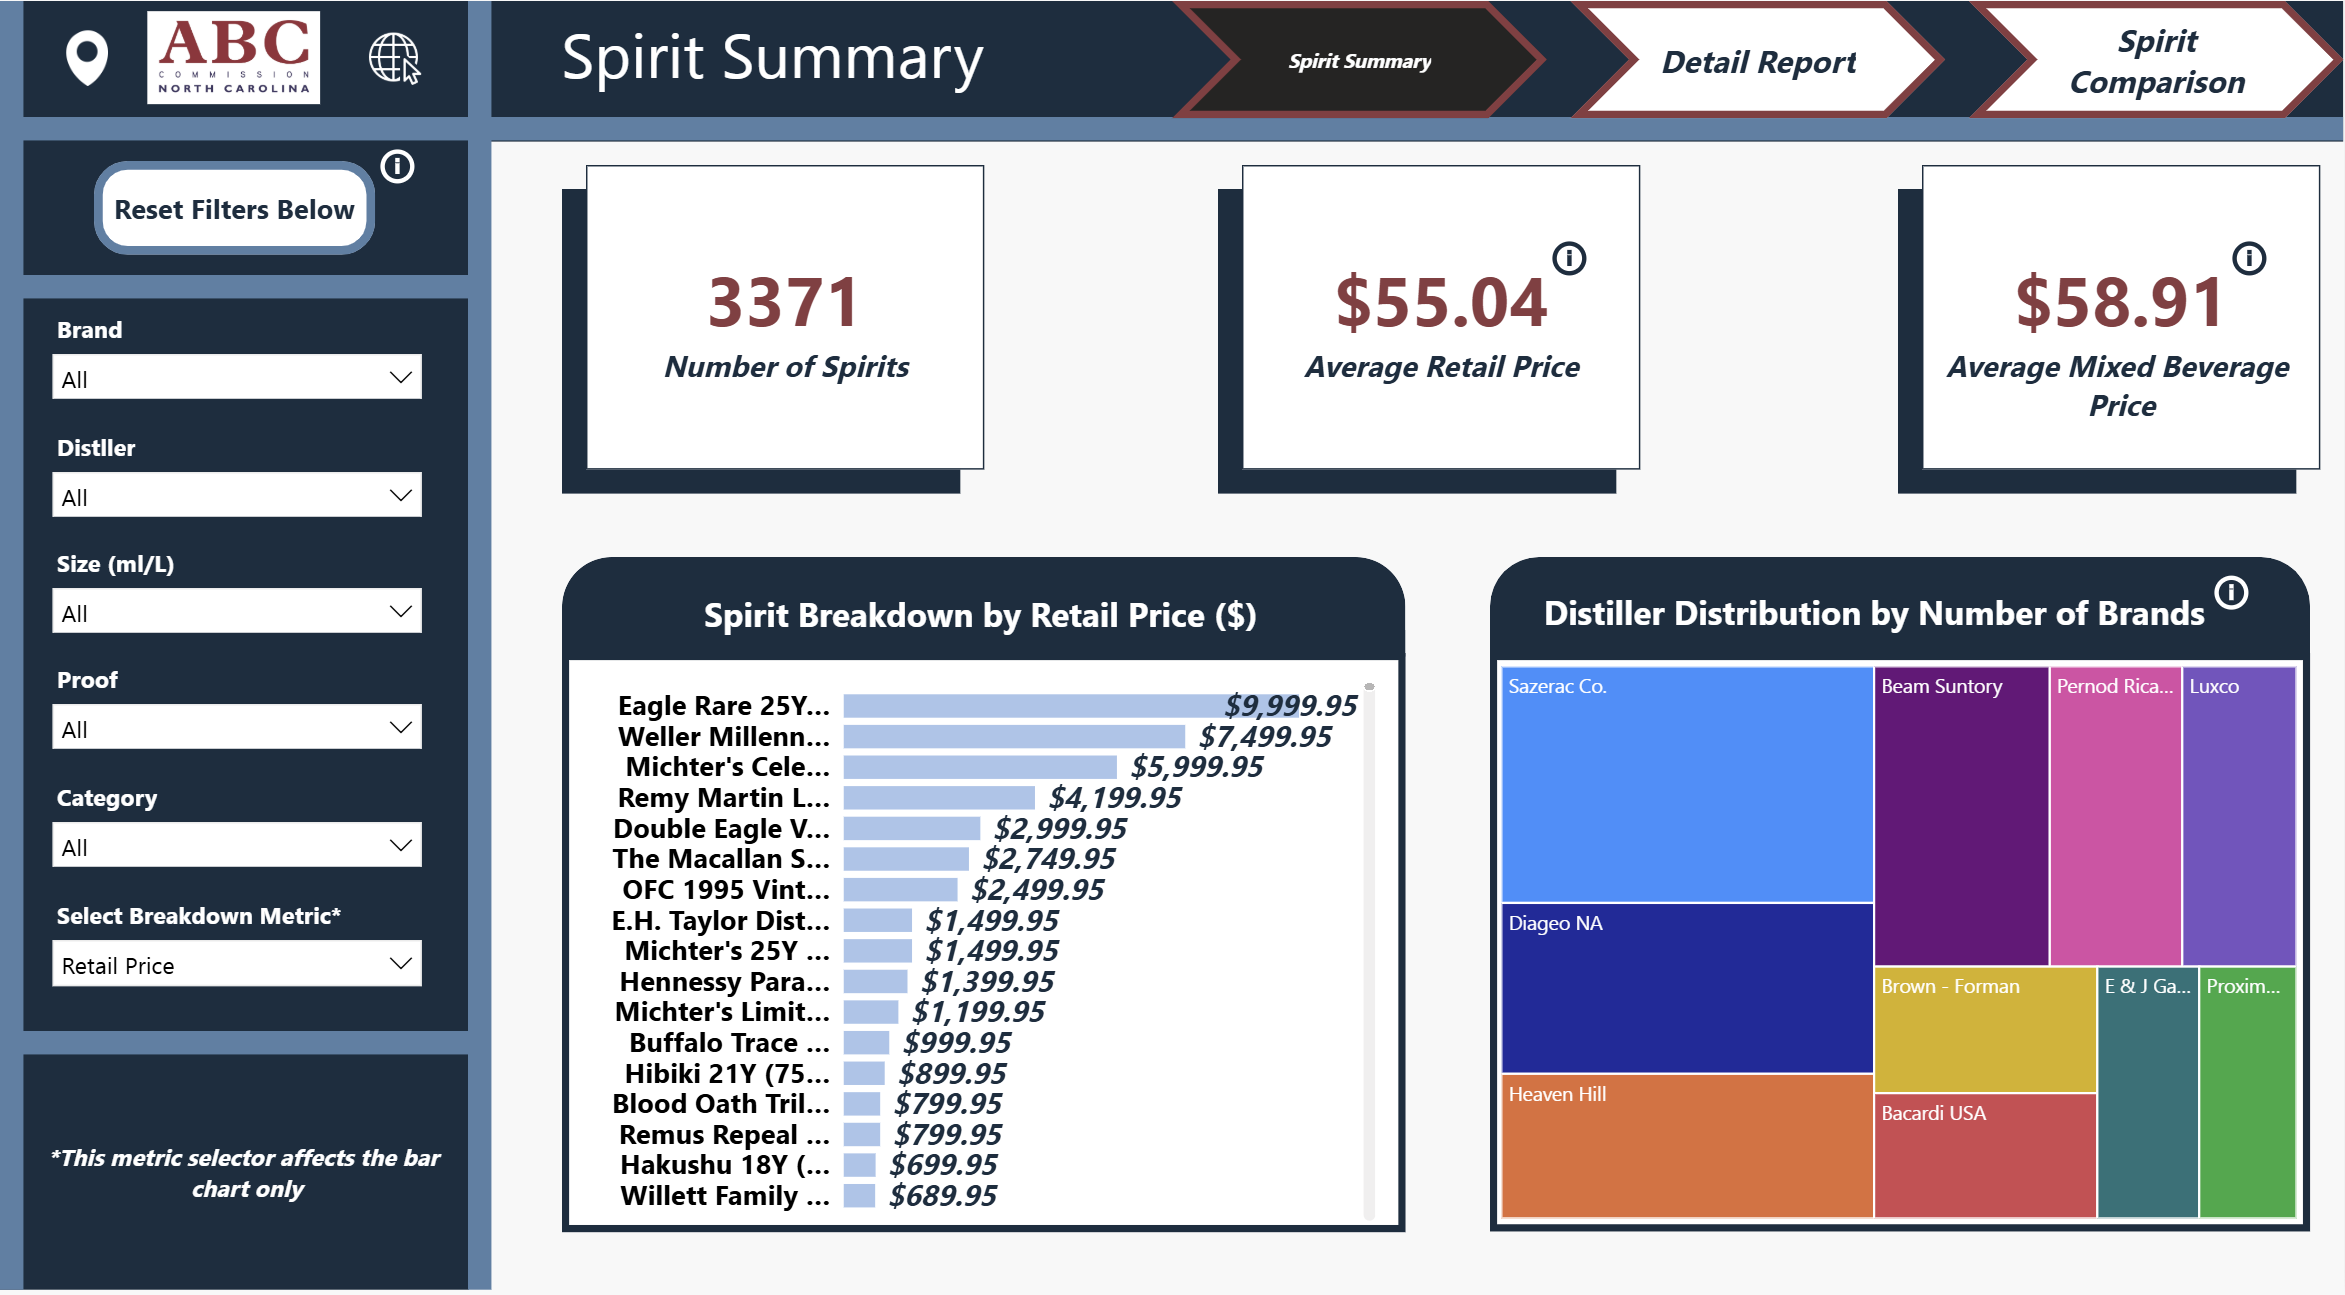 ABC
COMMISSION
NORTH CAROLINA
Spirit Summary
Spirit Summary
Detail Report
Spirit
Comparison
Reset Filters Below
Brand
All
Distller
All
Size (ml/L)
All
Proof
All
Category
All
Select Breakdown Metric*
Retail Price
*This metric selector affects the bar
chart only
3371
Number of Spirits
$55.04
Average Retail Price
$58.91
Average Mixed Beverage
Price
Spirit Breakdown by Retail Price ($)
Eagle Rare 25Y... $9,999.95
Weller Millenn... $7,499.95
Michter's Cele... $5,999.95
Remy Martin L... $4,199.95
Double Eagle V... $2,999.95
The Macallan S... $2,749.95
OFC 1995 Vint... $2,499.95
E.H. Taylor Dist... $1,499.95
Michter's 25Y ... $1,499.95
Hennessy Para... $1,399.95
Michter's Limit... $1,199.95
Buffalo Trace ... $999.95
Hibiki 21Y (75... $899.95
Blood Oath Tril... $799.95
Remus Repeal ... $799.95
Hakushu 18Y (... $699.95
Willett Family ... $689.95
Distiller Distribution by Number of Brands
Sazerac Co.
Diageo NA
Heaven Hill
Beam Suntory
Pernod Rica...
Luxco
Brown - Forman
Bacardi USA
E & J Ga...
Proxim...